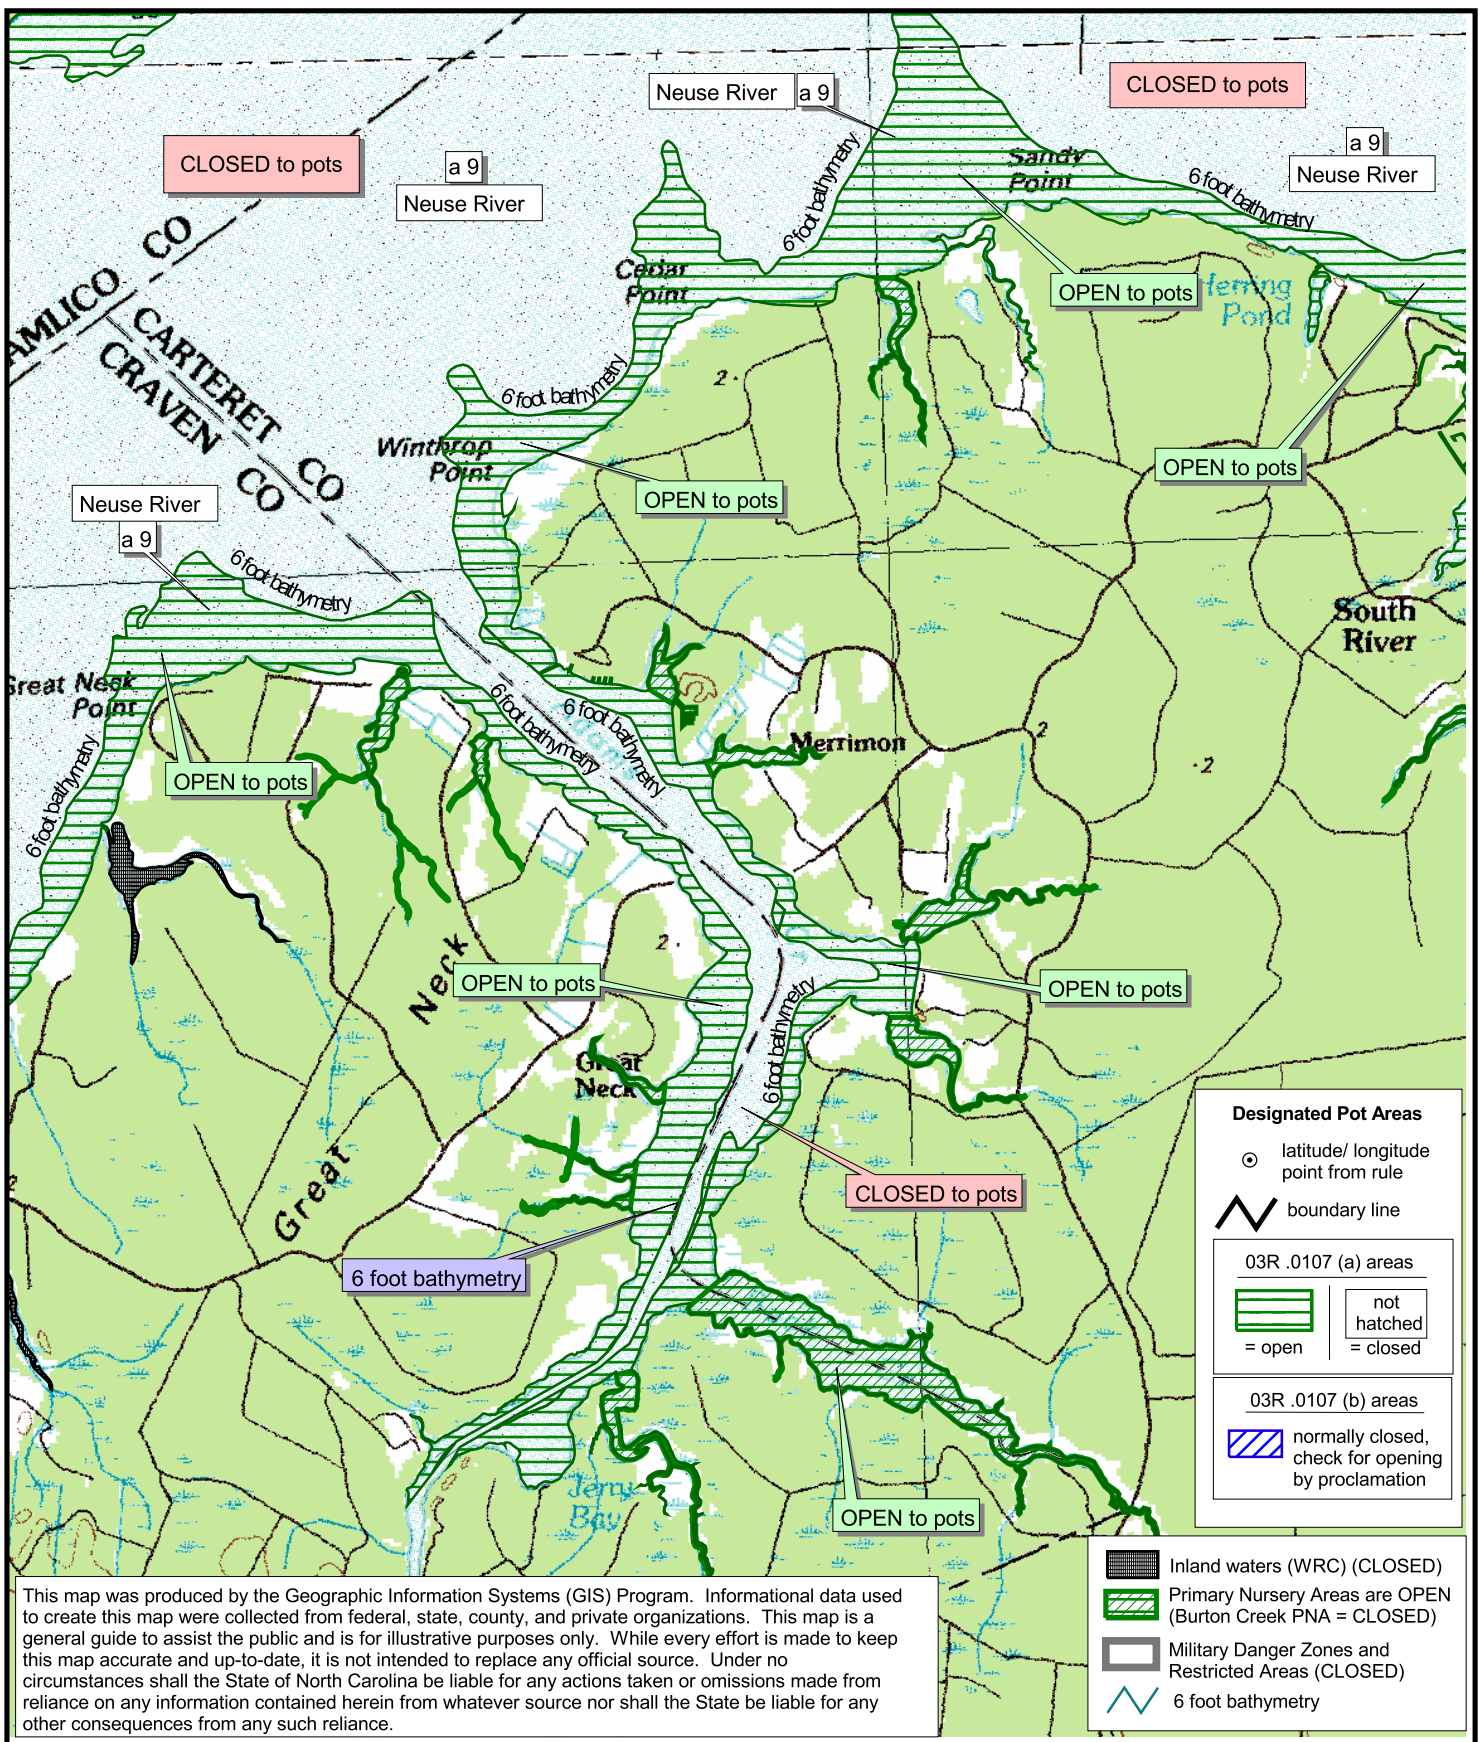 Neuse River
a 9
CLOSED to pots
CLOSED to pots
a 9
Neuse River
a 9
Neuse River
6 foot bathymetry
Sandy
Point
6 foot bathymetry
CO
Cedar
Point
OPEN to pots
Herring
Pond
AMLICO
CARTERET
CRAVEN
CO
CO
6 foot bathymetry
2
Winthrop
Point
OPEN to pots
OPEN to pots
Neuse River
a 9
6 foot bathymetry
South
River
Great Neck
Point
6 foot bathymetry
6 foot bathymetry
Merrimon
2
2
OPEN to pots
6 foot bathymetry
2
Great Neck
OPEN to pots
OPEN to pots
6 foot bathymetry
Great
Neck
CLOSED to pots
2
6 foot bathymetry
Jerry
Bay
OPEN to pots
Designated Pot Areas
latitude/ longitude
point from rule
boundary line
03R .0107 (a) areas
= open
not
hatched
= closed
03R .0107 (b) areas
normally closed,
check for opening
by proclamation
Inland waters (WRC) (CLOSED)
Primary Nursery Areas are OPEN
(Burton Creek PNA = CLOSED)
Military Danger Zones and
Restricted Areas (CLOSED)
6 foot bathymetry
This map was produced by the Geographic Information Systems (GIS) Program.  Informational data used
to create this map were collected from federal, state, county, and private organizations.  This map is a
general guide to assist the public and is for illustrative purposes only.  While every effort is made to keep
this map accurate and up-to-date, it is not intended to replace any official source.  Under no
circumstances shall the State of North Carolina be liable for any actions taken or omissions made from
reliance on any information contained herein from whatever source nor shall the State be liable for any
other consequences from any such reliance.